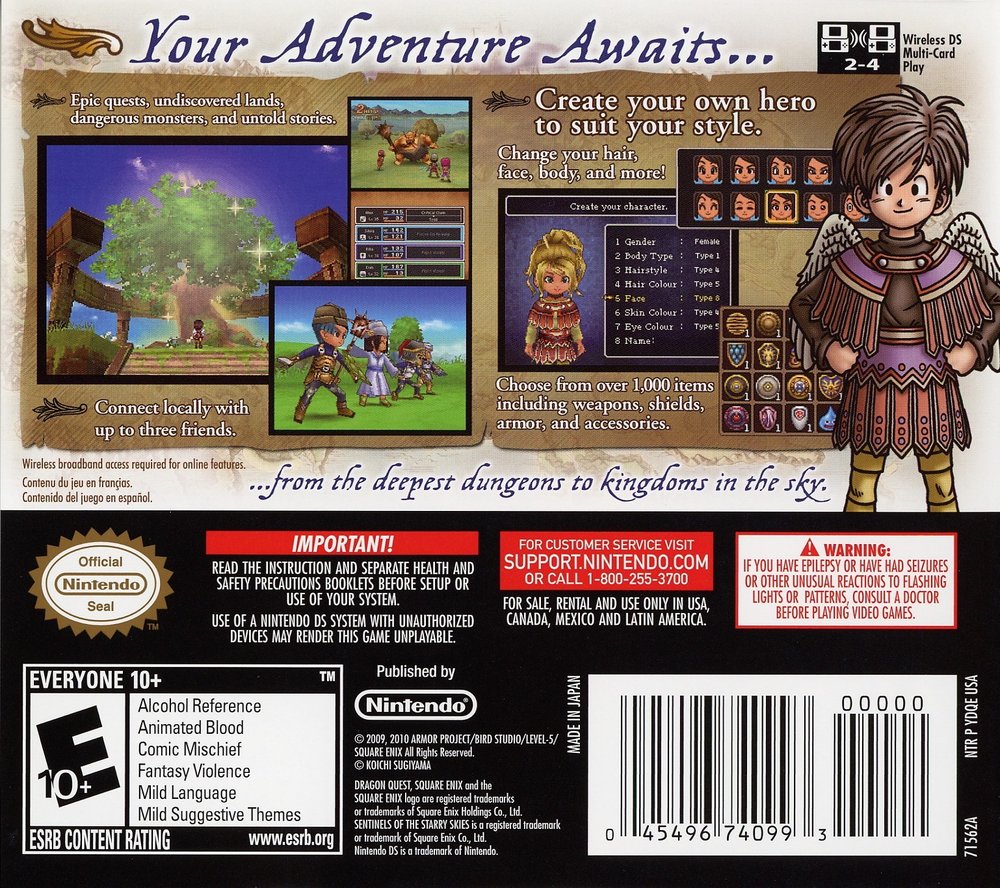 Your Adventure Awaits...
2-4
Wireless DS
Multi-Card
Play
Epic quests, undiscovered lands,
dangerous monsters, and untold stories.
Create your own hero
to suit your style.
Change your hair,
face, body, and more!
Create your character.
1 Gender : Female
2 Body Type : Type 1
3 Hairstyle : Type 4
4 Hair Colour : Type 5
5 Face : Type 8
6 Skin Colour : Type 4
7 Eye Colour : Type 5
8 Name:
Connect locally with
up to three friends.
Choose from over 1,000 items
including weapons, shields,
armor, and accessories.
Wireless broadband access required for online features.
Contenu du jeu en français.
Contenido del juego en español.
...from the deepest dungeons to kingdoms in the sky.
Official
Nintendo
Seal
TM
IMPORTANT!
READ THE INSTRUCTION AND SEPARATE HEALTH AND
SAFETY PRECAUTIONS BOOKLETS BEFORE SETUP OR
USE OF YOUR SYSTEM.
USE OF A NINTENDO DS SYSTEM WITH UNAUTHORIZED
DEVICES MAY RENDER THIS GAME UNPLAYABLE.
FOR CUSTOMER SERVICE VISIT
SUPPORT.NINTENDO.COM
OR CALL 1-800-255-3700
FOR SALE, RENTAL AND USE ONLY IN USA,
CANADA, MEXICO AND LATIN AMERICA.
WARNING:
IF YOU HAVE EPILEPSY OR HAVE HAD SEIZURES
OR OTHER UNUSUAL REACTIONS TO FLASHING
LIGHTS OR PATTERNS, CONSULT A DOCTOR
BEFORE PLAYING VIDEO GAMES.
EVERYONE 10+ TM
E
10+
Alcohol Reference
Animated Blood
Comic Mischief
Fantasy Violence
Mild Language
Mild Suggestive Themes
ESRB CONTENT RATING www.esrb.org
Published by
Nintendo®
© 2009, 2010 ARMOR PROJECT/BIRD STUDIO/LEVEL-5/
SQUARE ENIX All Rights Reserved.
© KOICHI SUGIYAMA
DRAGON QUEST, SQUARE ENIX and the
SQUARE ENIX logo are registered trademarks
or trademarks of Square Enix Holdings Co., Ltd.
SENTINELS OF THE STARRY SKIES is a registered trademark
or trademark of Square Enix Co., Ltd.
Nintendo DS is a trademark of Nintendo.
MADE IN JAPAN
00000
0 45496 74099 3
NTR P YDQE USA
71562A